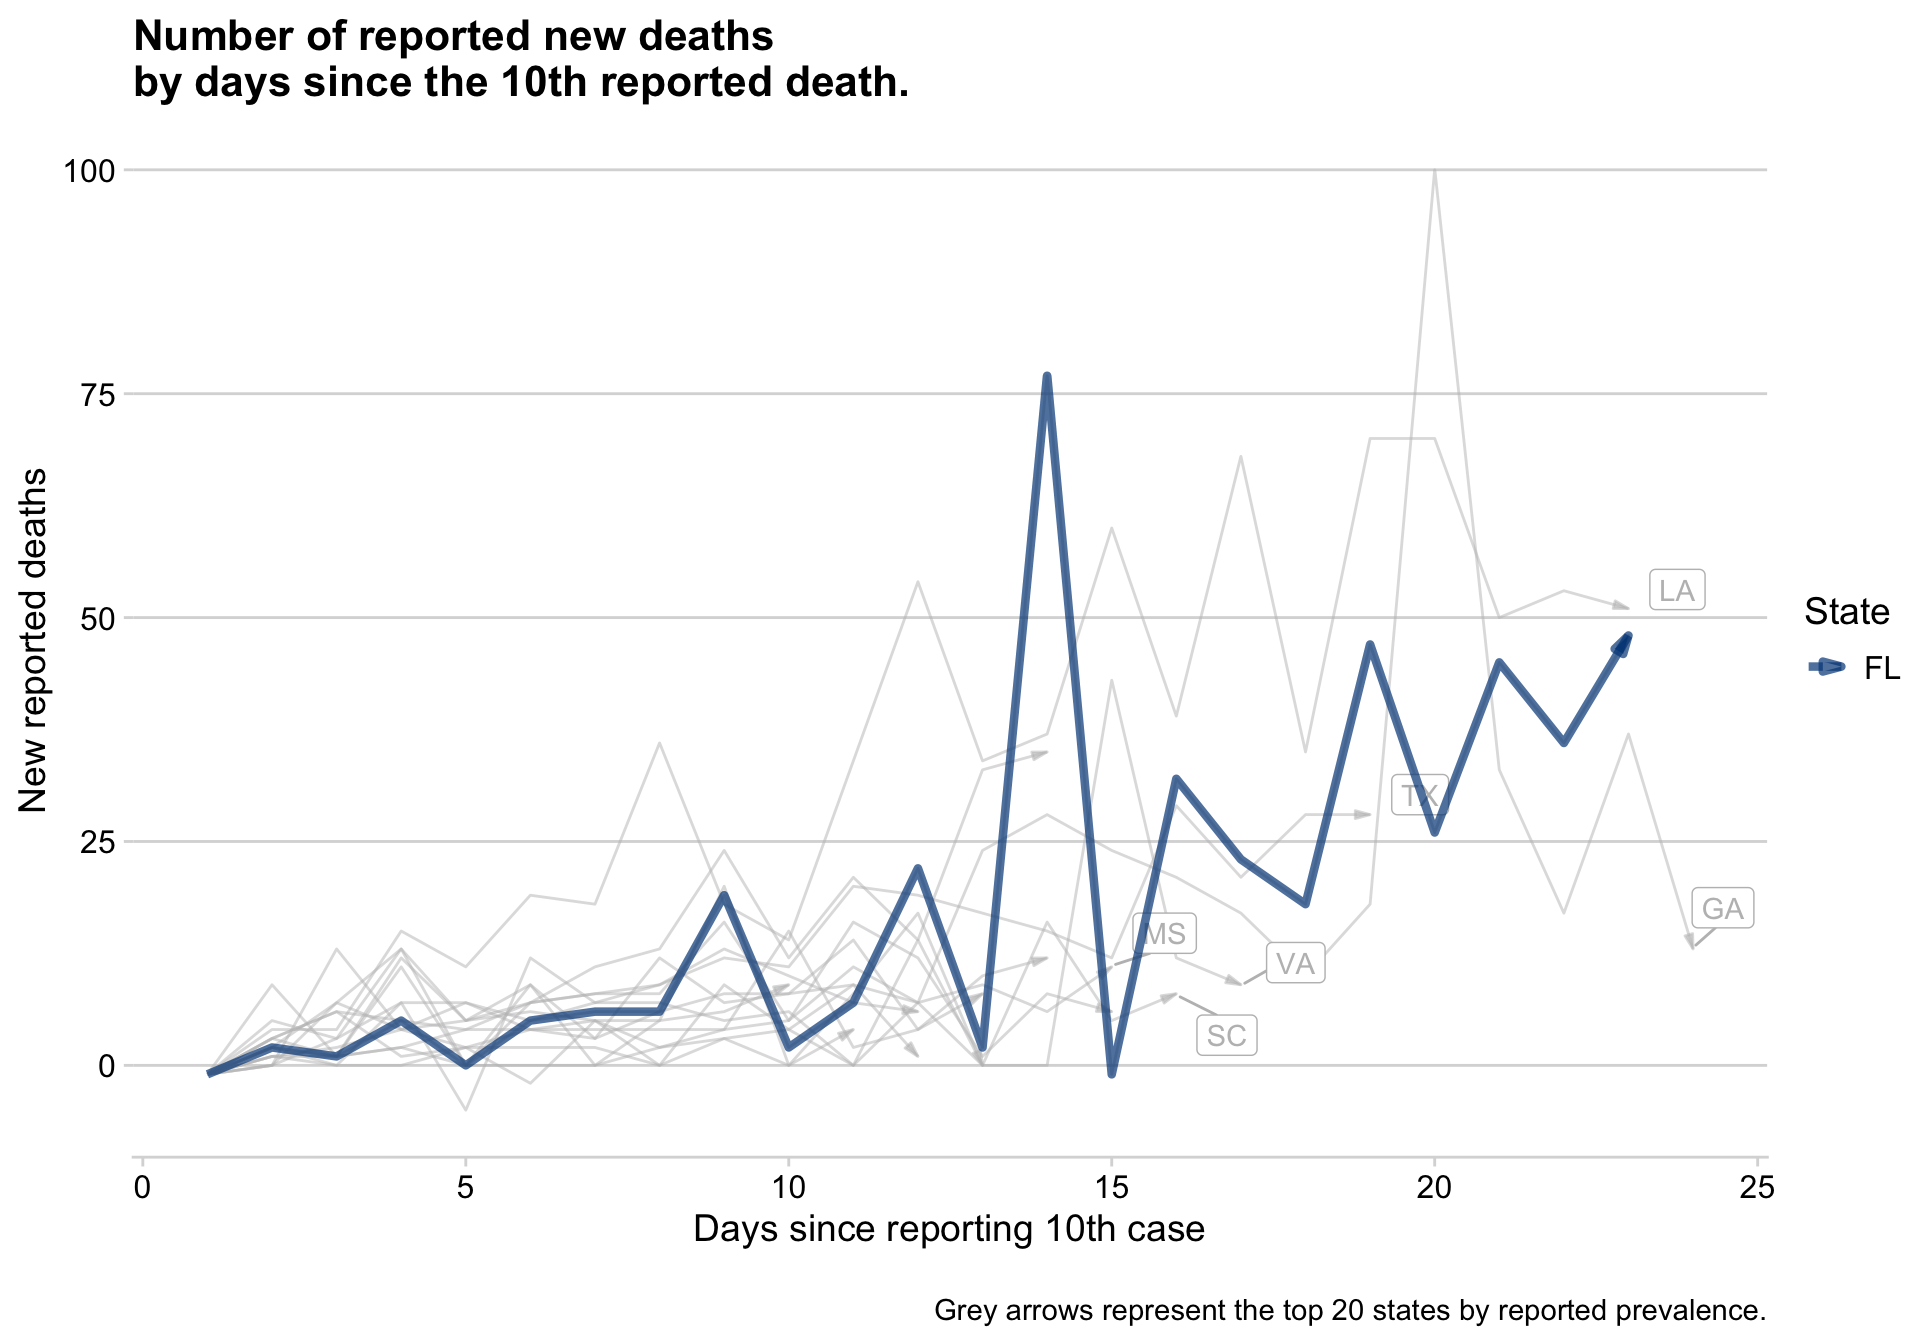 Number of reported new deaths
by days since the 10th reported death.
100
75
50
25
0
New reported deaths
LA
TX
GA
MS
VA
SC
State
FL
0 5 10 15 20 25
Days since reporting 10th case
Grey arrows represent the top 20 states by reported prevalence.